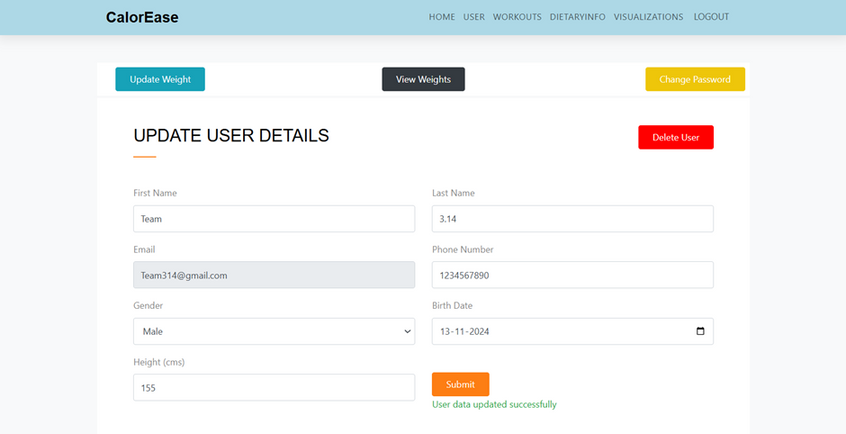 CalorEase
HOME USER WORKOUTS DIETARYINFO VISUALIZATIONS LOGOUT
Update Weight
View Weights
Change Password
UPDATE USER DETAILS
Delete User
First Name
Last Name
Team
3.14
Email
Phone Number
Team314@gmail.com
1234567890
Gender
Birth Date
Male
13-11-2024
Height (cms)
155
Submit
User data updated successfully